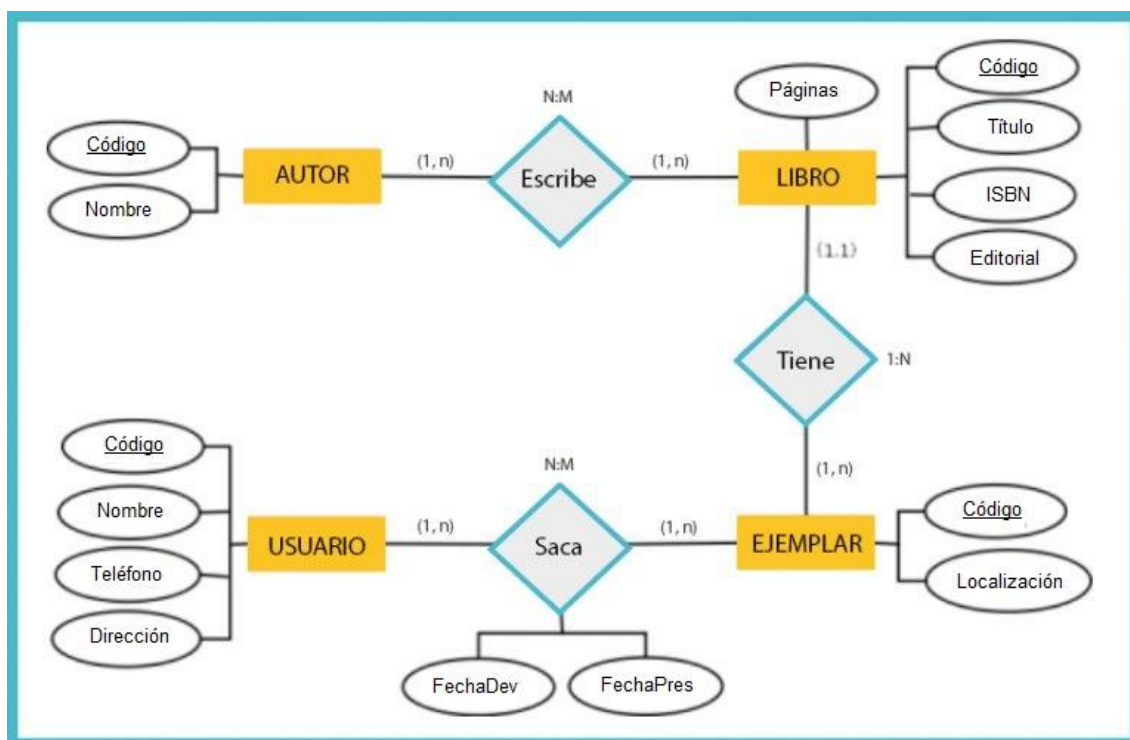 Código
Nombre
AUTOR
(1, n)
N:M
Escribe
(1, n)
Páginas
LIBRO
Código
Título
ISBN
Editorial
(1.1)
Tiene
1:N
(1, n)
Código
Nombre
Teléfono
Dirección
USUARIO
(1, n)
N:M
Saca
(1, n)
EJEMPLAR
Código
Localización
FechaDev
FechaPres